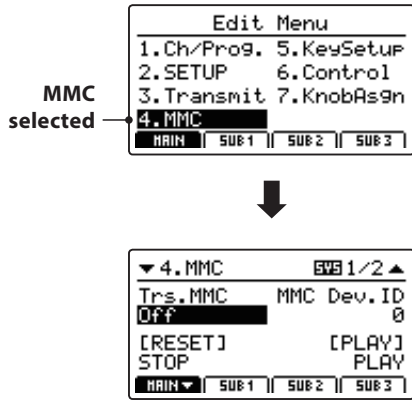 Edit Menu
1.Ch/Prog. 5.KeySetup
2.SETUP 6.Control
3.Transmit 7.KnobAsgn
4.MMC
MAIN SUB1 SUB2 SUB3
MMC
selected
▼4.MMC SYS 1/2▲
Trs.MMC MMC Dev.ID
Off 0
[RESET] [PLAY]
STOP PLAY
MAIN▼ SUB1 SUB2 SUB3